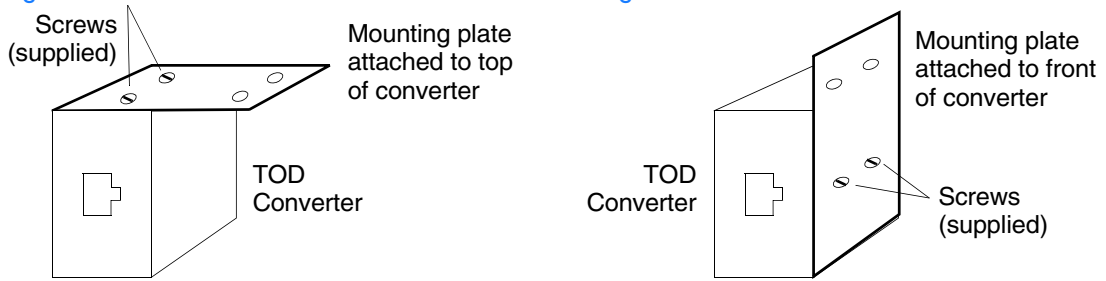 Screws
(supplied)
Mounting plate
attached to top
of converter
TOD
Converter
Mounting plate
attached to front
of converter
TOD
Converter
Screws
(supplied)